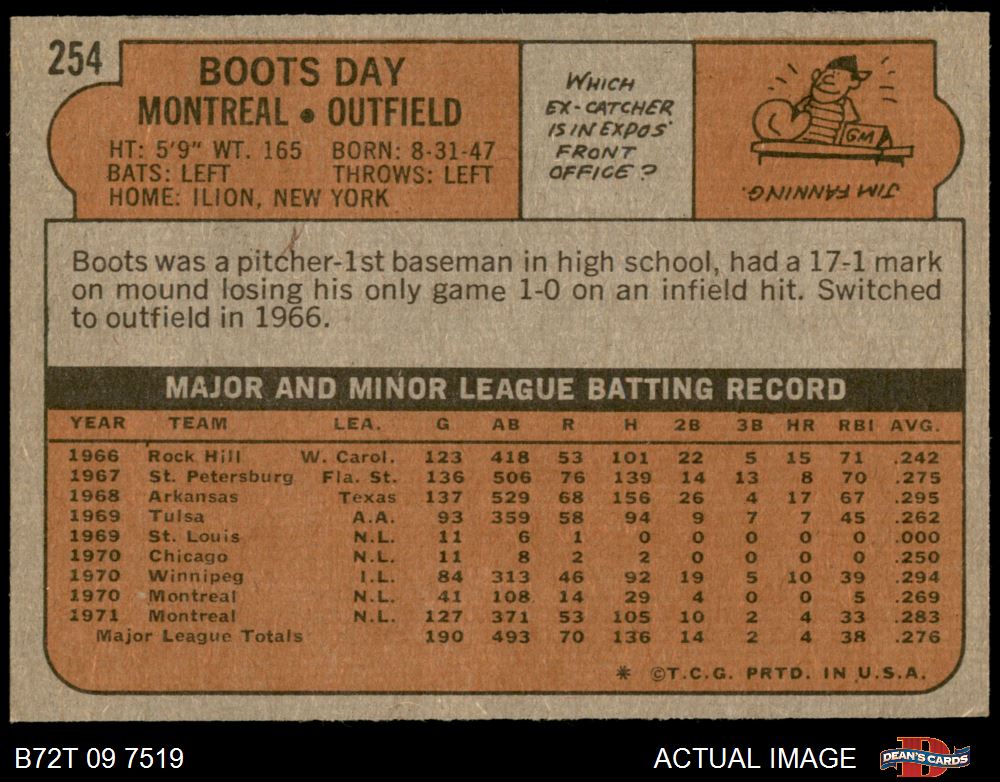 254
BOOTS DAY
MONTREAL • OUTFIELD
HT: 5'9" WT. 165 BORN: 8-31-47
BATS: LEFT THROWS: LEFT
HOME: ILION, NEW YORK
WHICH
EX-CATCHER
IS IN EXPOS'
FRONT
OFFICE?
GM
JIM FANNING.
Boots was a pitcher-1st baseman in high school, had a 17-1 mark
on mound losing his only game 1-0 on an infield hit. Switched
to outfield in 1966.
MAJOR AND MINOR LEAGUE BATTING RECORD
YEAR TEAM LEA. G AB R H 2B 3B HR RBI AVG.
1966 Rock Hill W. Carol. 123 418 53 101 22 5 15 71 .242
1967 St. Petersburg Fla. St. 136 506 76 139 14 13 8 70 .275
1968 Arkansas Texas 137 529 68 156 26 4 17 67 .295
1969 Tulsa A.A. 93 359 58 94 9 7 7 45 .262
1969 St. Louis N.L. 11 6 1 0 0 0 0 0 .000
1970 Chicago N.L. 11 8 2 2 0 0 0 0 .250
1970 Winnipeg I.L. 84 313 46 92 19 5 10 39 .294
1970 Montreal N.L. 41 108 14 29 4 0 0 5 .269
1971 Montreal N.L. 127 371 53 105 10 2 4 33 .283
Major League Totals 190 493 70 136 14 2 4 38 .276
* ©T.C.G. PRTD. IN U.S.A.
B72T 09 7519
ACTUAL IMAGE
DEAN'S CARDS